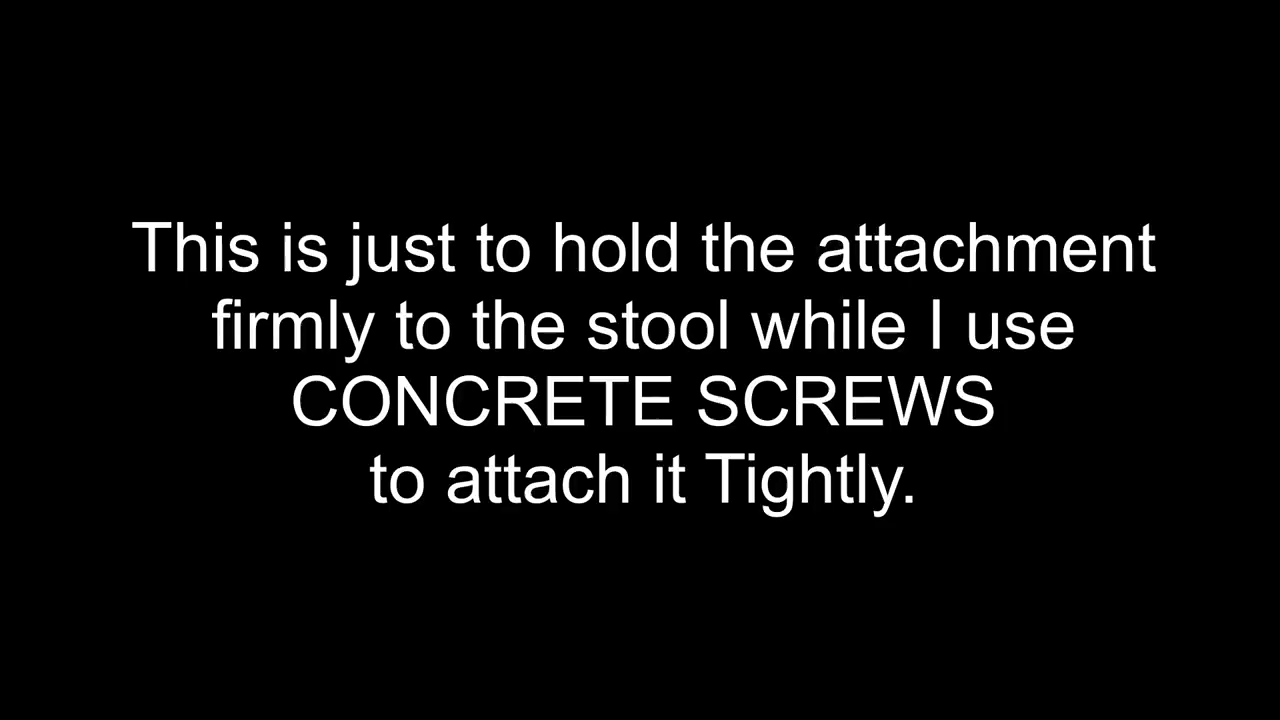 This is just to hold the attachment
firmly to the stool while I use
CONCRETE SCREWS
to attach it Tightly.